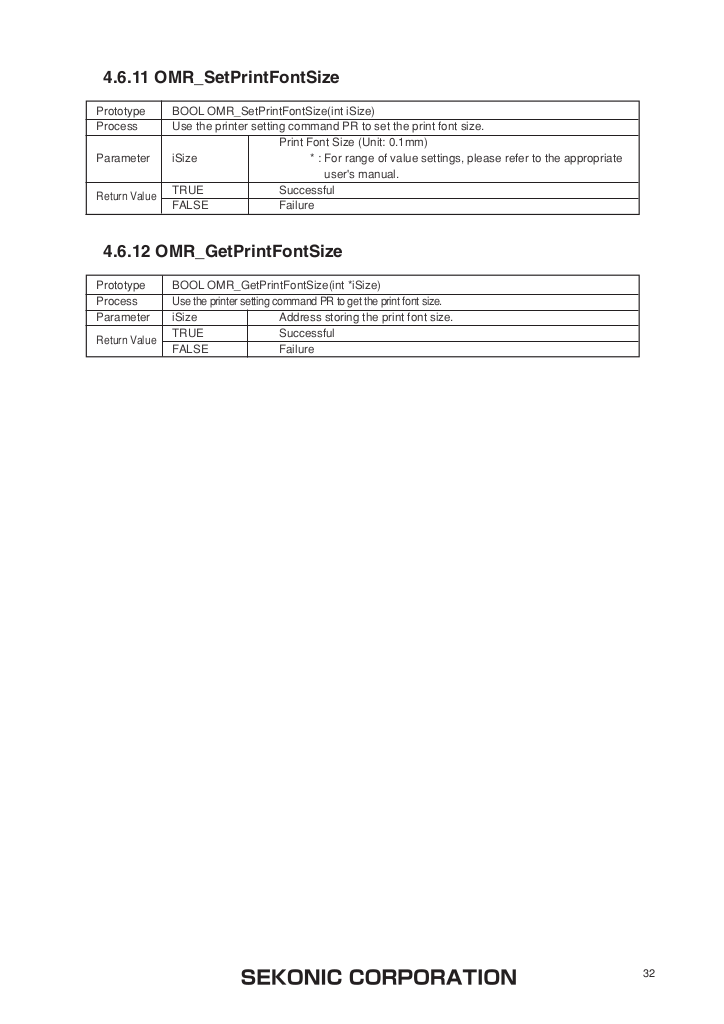 4.6.11 OMR_SetPrintFontSize
Prototype BOOL OMR_SetPrintFontSize(int iSize)
Process Use the printer setting command PR to set the print font size.
Print Font Size (Unit: 0.1mm)
Parameter iSize * : For range of value settings, please refer to the appropriate
user's manual.
Return Value TRUE Successful
FALSE Failure
4.6.12 OMR_GetPrintFontSize
Prototype BOOL OMR_GetPrintFontSize(int *iSize)
Process Use the printer setting command PR to get the print font size.
Parameter iSize Address storing the print font size.
Return Value TRUE Successful
FALSE Failure
SEKONIC CORPORATION 32